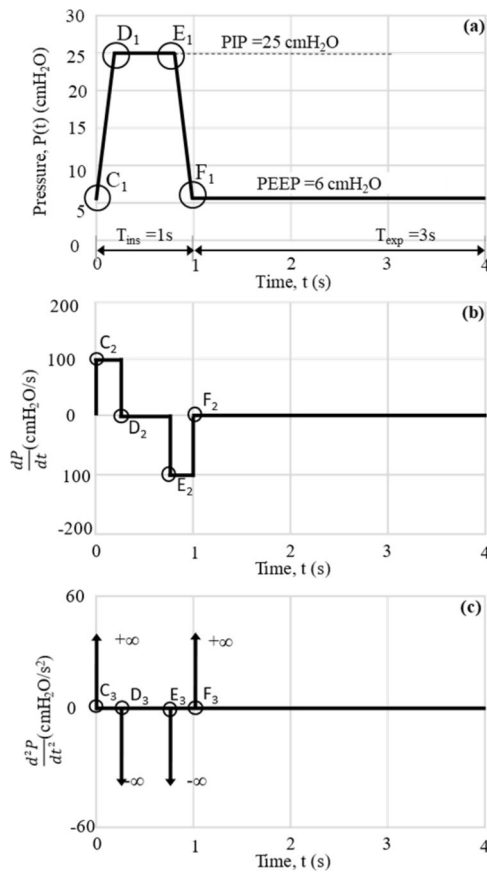 (a)
30
25
20
15
10
5
0
Pressure, P(t) (cmH₂O)
D₁
E₁
PIP =25 cmH₂O
C₁
F₁
PEEP =6 cmH₂O
T_ins =1s
T_exp =3s
0 1 2 3 4
Time, t (s)
(b)
200
100
0
100
-200
dP/dt (cmH₂O/s)
C₂
D₂
E₂
F₂
0 1 2 3 4
Time, t (s)
(c)
60
0
-60
d²P/dt² (cmH₂O/s²)
+∞
+∞
C₃
D₃
E₃
F₃
-∞
-∞
0 1 2 3 4
Time, t (s)